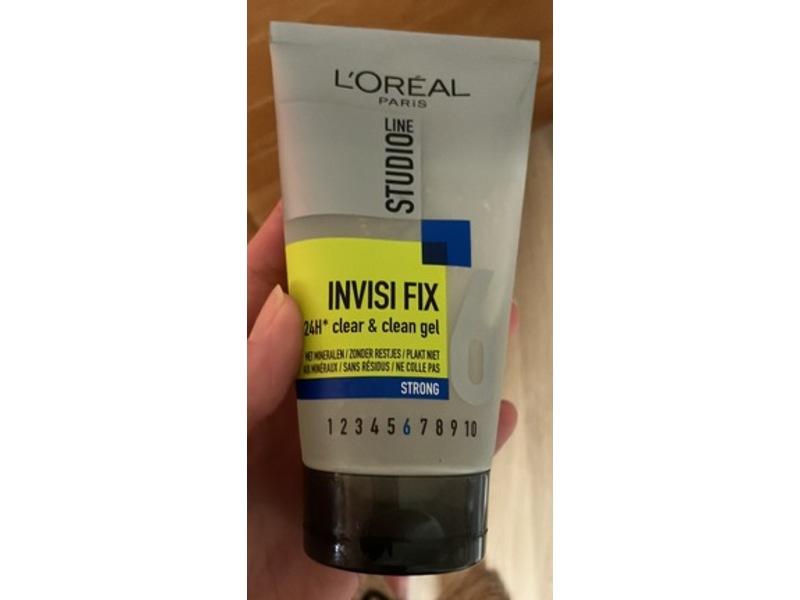 L'ORÉAL
PARIS
STUDIO LINE
6
INVISI FIX
24H* clear & clean gel
MET MINERALEN / ZONDER RESTJES / PLAKT NIET
AUX MINÉRAUX / SANS RÉSIDUS / NE COLLE PAS
STRONG
1 2 3 4 5 6 7 8 9 10